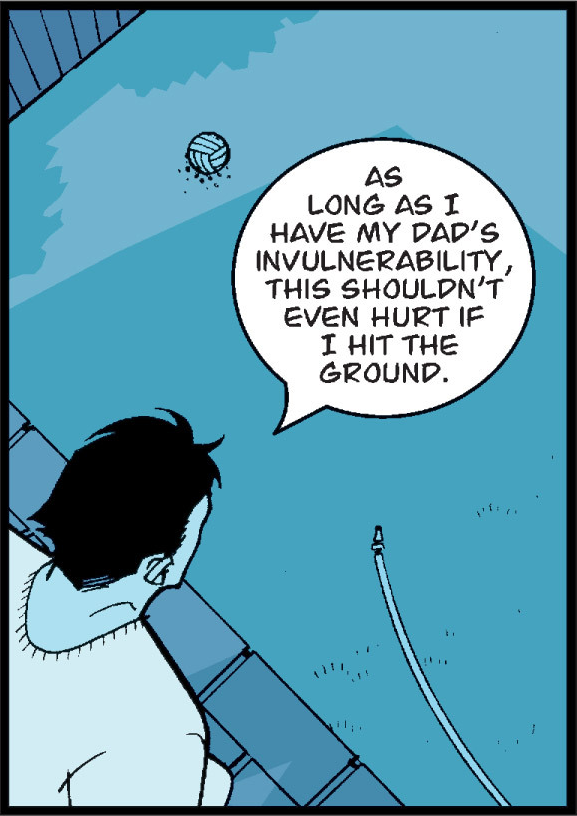 AS
LONG AS I
HAVE MY DAD'S
INVULNERABILITY,
THIS SHOULDN'T
EVEN HURT IF
I HIT THE
GROUND.